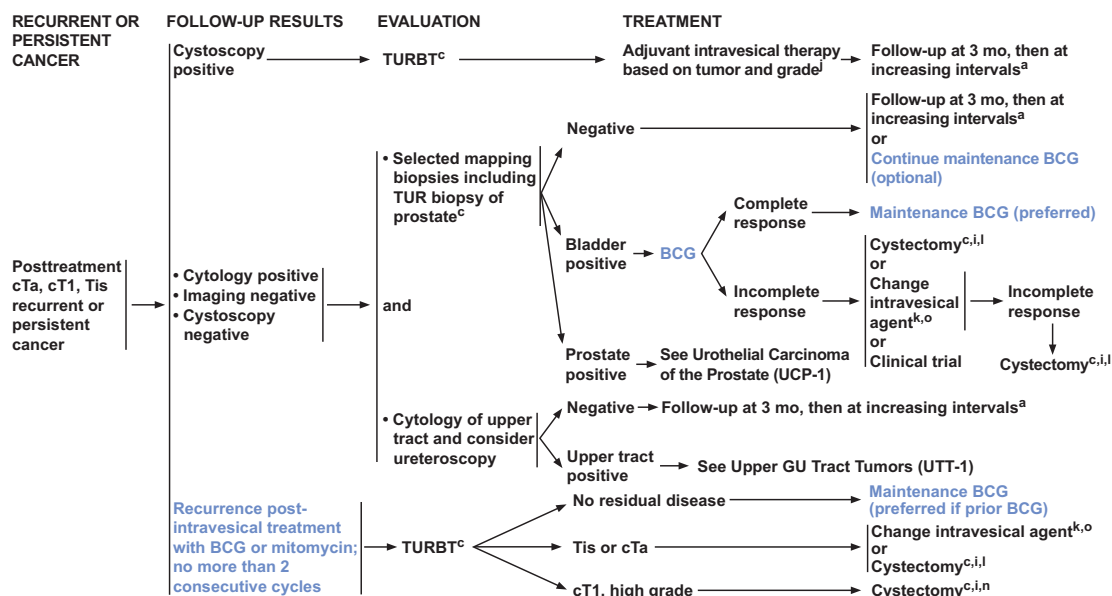 RECURRENT OR
PERSISTENT
CANCER
FOLLOW-UP RESULTS
EVALUATION
TREATMENT
Cystoscopy
positive
TURBTᶜ
Adjuvant intravesical therapy
based on tumor and gradeʲ
Follow-up at 3 mo, then at
increasing intervalsᵃ
Posttreatment
cTa, cT1, Tis
recurrent or
persistent
cancer
• Cytology positive
• Imaging negative
• Cystoscopy
negative
• Selected mapping
biopsies including
TUR biopsy of
prostateᶜ
and
• Cytology of upper
tract and consider
ureteroscopy
Negative
Follow-up at 3 mo, then at
increasing intervalsᵃ
or
Continue maintenance BCG
(optional)
Bladder
positive
BCG
Complete
response
Maintenance BCG (preferred)
Incomplete
response
Cystectomyᶜ,ⁱ,ˡ
or
Change
intravesical
agentᵏ,ᵒ
or
Clinical trial
Incomplete
response
Cystectomyᶜ,ⁱ,ˡ
Prostate
positive
See Urothelial Carcinoma
of the Prostate (UCP-1)
Negative
Follow-up at 3 mo, then at increasing intervalsᵃ
Upper tract
positive
See Upper GU Tract Tumors (UTT-1)
Recurrence post-
intravesical treatment
with BCG or mitomycin;
no more than 2
consecutive cycles
TURBTᶜ
No residual disease
Maintenance BCG
(preferred if prior BCG)
Tis or cTa
Change intravesical agentᵏ,ᵒ
or
Cystectomyᶜ,ⁱ,ˡ
cT1, high grade
Cystectomyᶜ,ⁱ,ⁿ